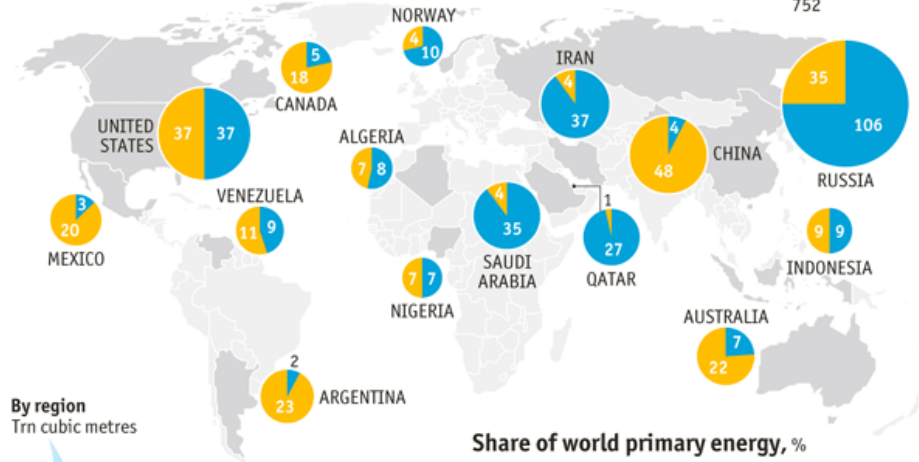 752
NORWAY
4
10
IRAN
4
37
35
106
RUSSIA
5
18
CANADA
UNITED
STATES
37
37
ALGERIA
7
8
4
48
CHINA
VENEZUELA
11
9
3
20
MEXICO
4
35
SAUDI
ARABIA
1
27
QATAR
9
9
INDONESIA
7
7
NIGERIA
AUSTRALIA
7
22
2
23
ARGENTINA
By region
Trn cubic metres
Share of world primary energy, %